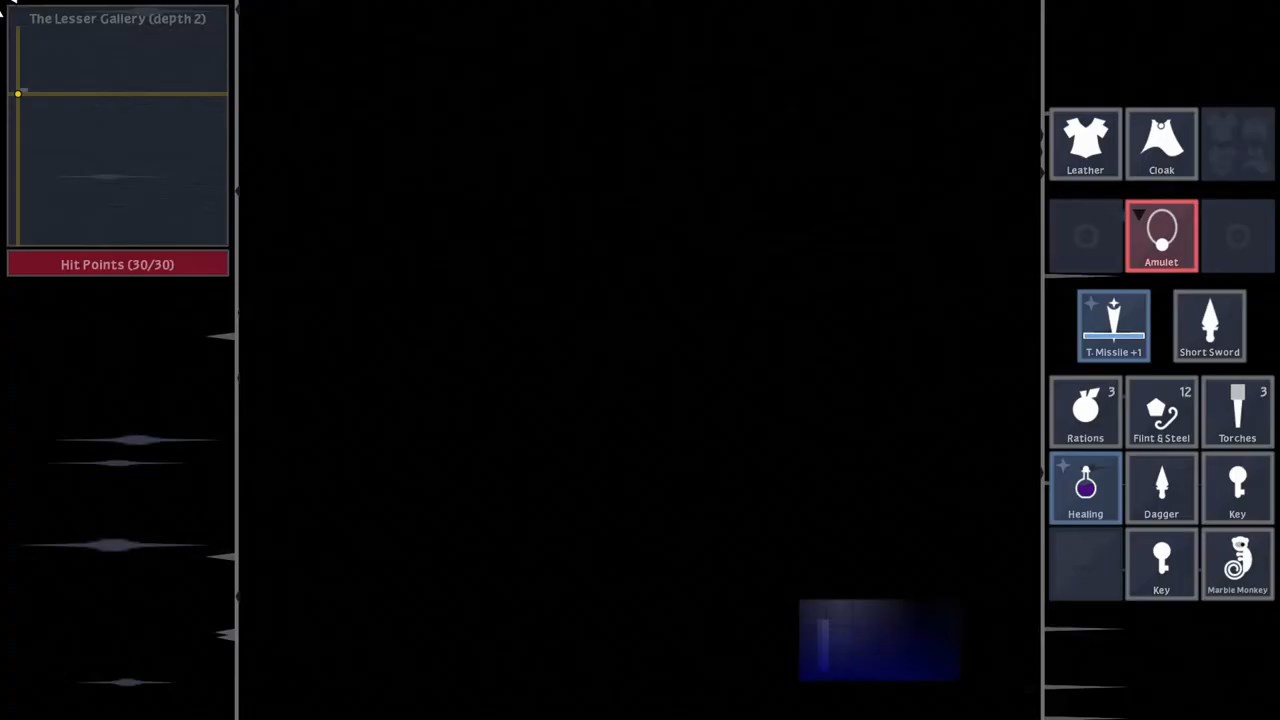 The Lesser Gallery (depth 2)
Hit Points (30/30)
Leather
Cloak
Amulet
T. Missile +1
Short Sword
3
Rations
12
Flint & Steel
3
Torches
Healing
Dagger
Key
Key
Marble Monkey